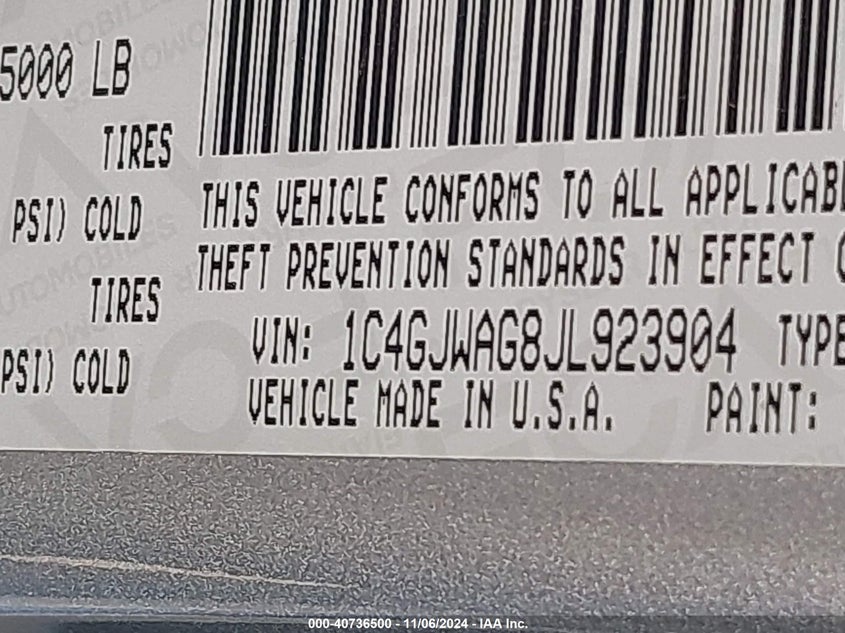 5000 LB
TIRES
PSI) COLD
TIRES
PSI) COLD
THIS VEHICLE CONFORMS TO ALL APPLICABL
THEFT PREVENTION STANDARDS IN EFFECT
VIN: 1C4GJWAG8JL923904 TYPE
VEHICLE MADE IN U.S.A. PAINT:
000-40736500 - 11/06/2024 - IAA Inc.